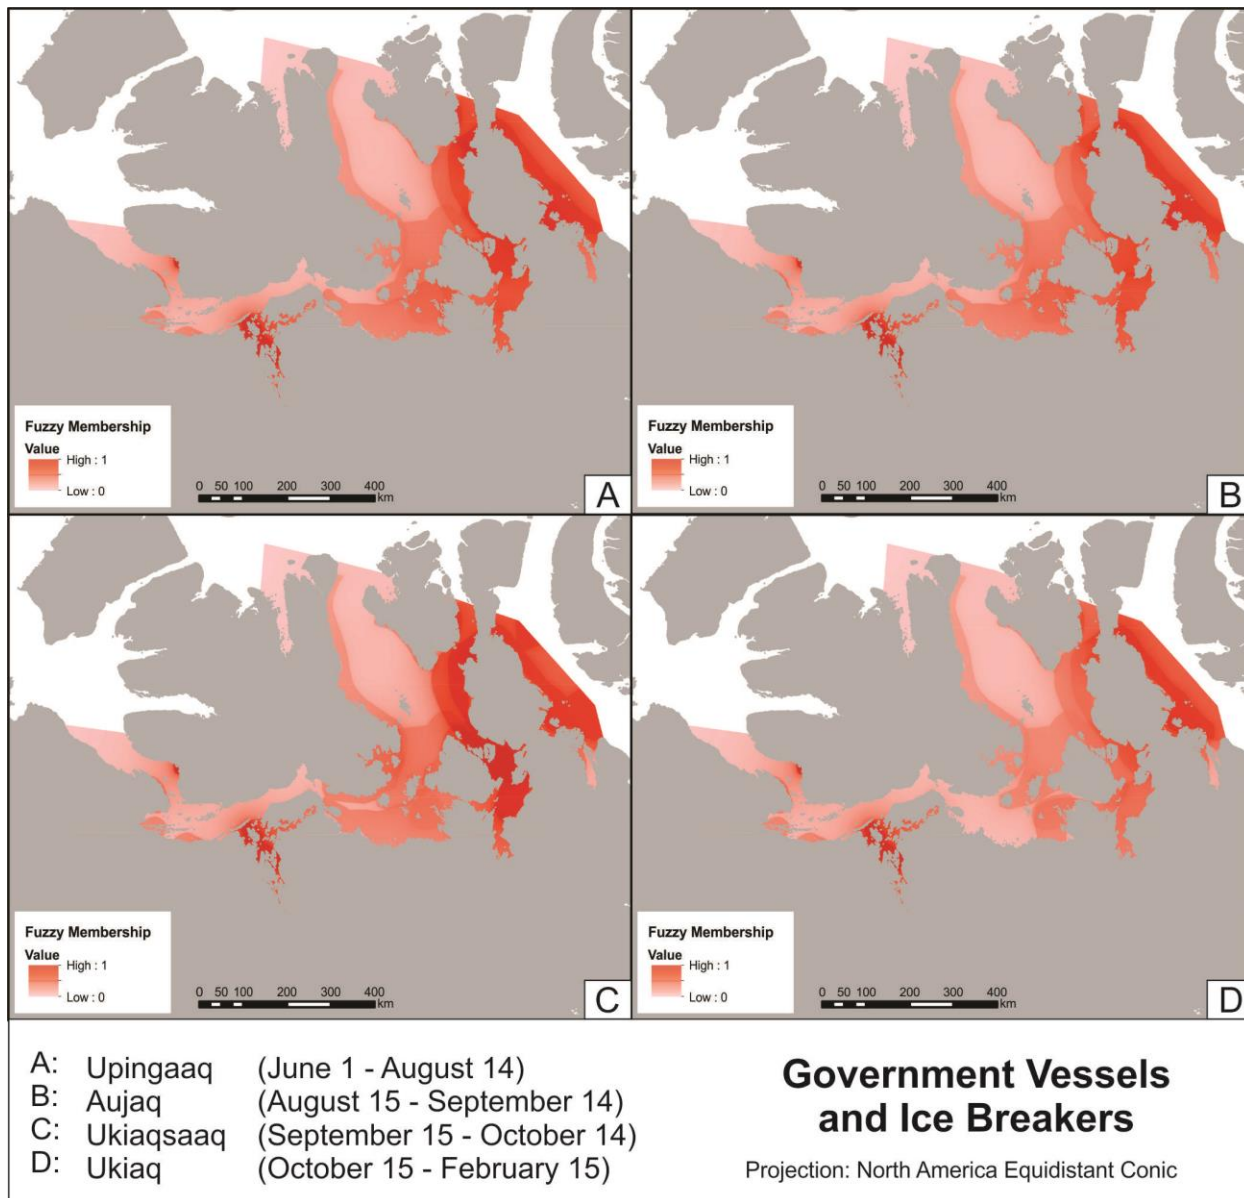 Fuzzy Membership
Value
High : 1
Low : 0
0 50 100 200 300 400
km
A
Fuzzy Membership
Value
High : 1
Low : 0
0 50 100 200 300 400
km
B
Fuzzy Membership
Value
High : 1
Low : 0
0 50 100 200 300 400
km
C
Fuzzy Membership
Value
High : 1
Low : 0
0 50 100 200 300 400
km
D
A: Upingaaq (June 1 - August 14)
B: Aujaq (August 15 - September 14)
C: Ukiaqsaaq (September 15 - October 14)
D: Ukiaq (October 15 - February 15)
Government Vessels
and Ice Breakers
Projection: North America Equidistant Conic